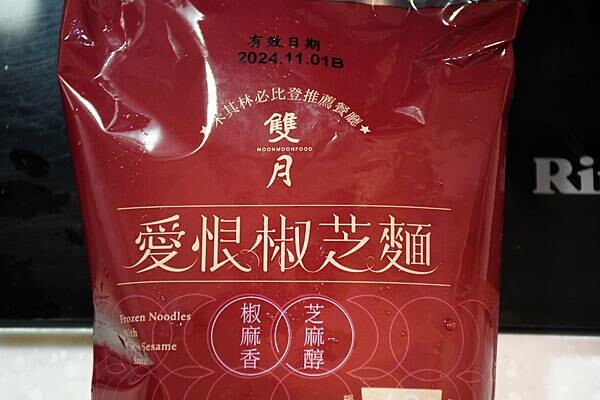 有效日期
2024.11.01B
米其林必比登推薦餐廳
雙月
MOONMOONFOOD
愛恨椒芝麵
Frozen Noodles
With
Sesame
Sauce
椒麻香
芝麻醇
Ri